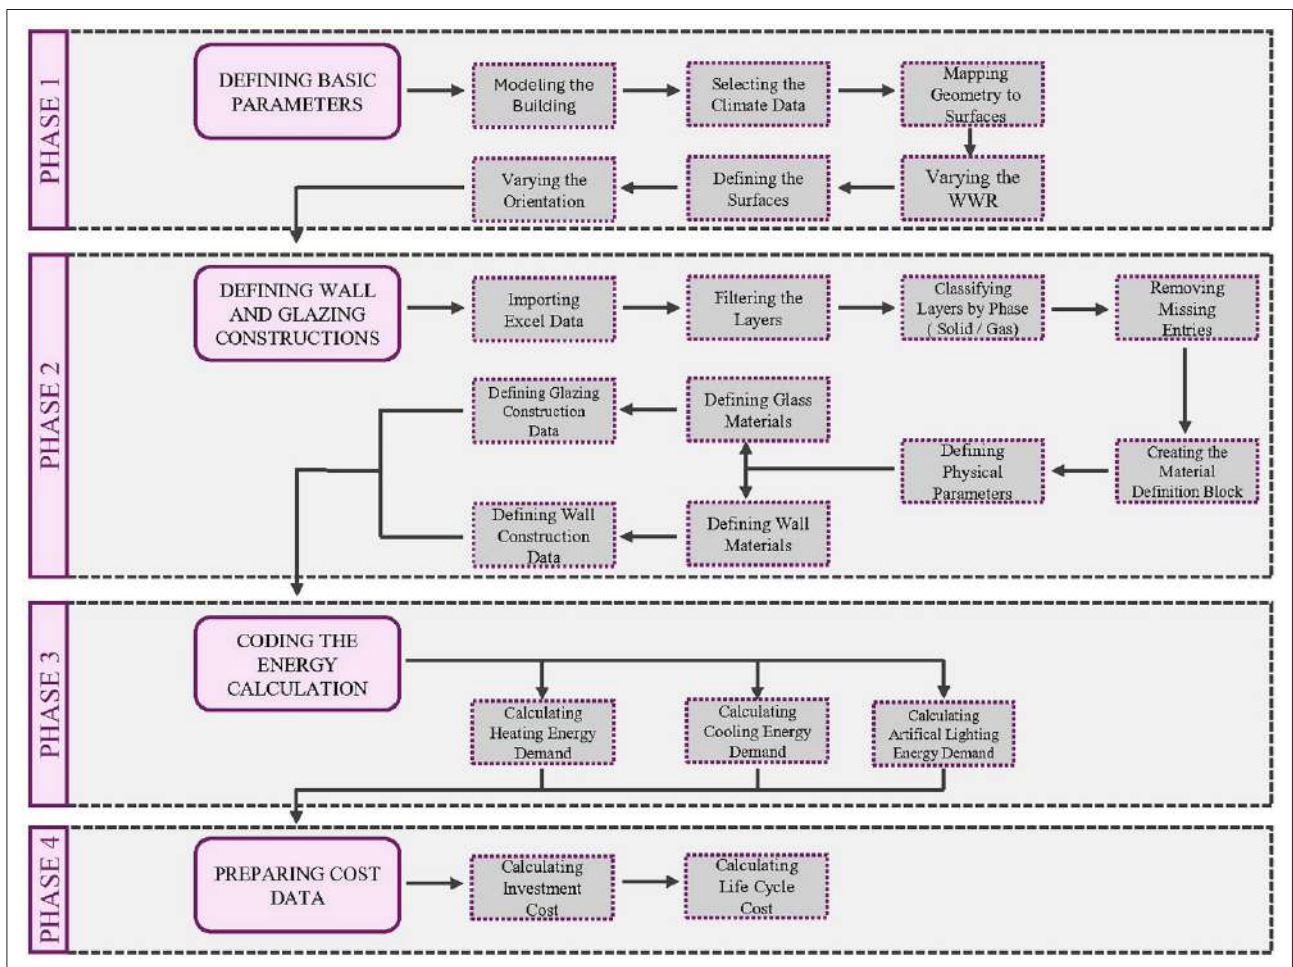 PHASE 1
DEFINING BASIC
PARAMETERS
Modeling the
Building
Selecting the
Climate Data
Mapping
Geometry to
Surfaces
Varying the
WWR
Defining the
Surfaces
Varying the
Orientation
PHASE 2
DEFINING WALL
AND GLAZING
CONSTRUCTIONS
Importing
Excel Data
Filtering the
Layers
Classifying
Layers by Phase
( Solid / Gas)
Removing
Missing
Entries
Creating the
Material
Definition Block
Defining
Physical
Parameters
Defining Glass
Materials
Defining Glazing
Construction
Data
Defining Wall
Materials
Defining Wall
Construction
Data
PHASE 3
CODING THE
ENERGY
CALCULATION
Calculating
Heating Energy
Demand
Calculating
Cooling Energy
Demand
Calculating
Artifical Lighting
Energy Demand
PHASE 4
PREPARING COST
DATA
Calculating
Investment
Cost
Calculating
Life Cycle
Cost